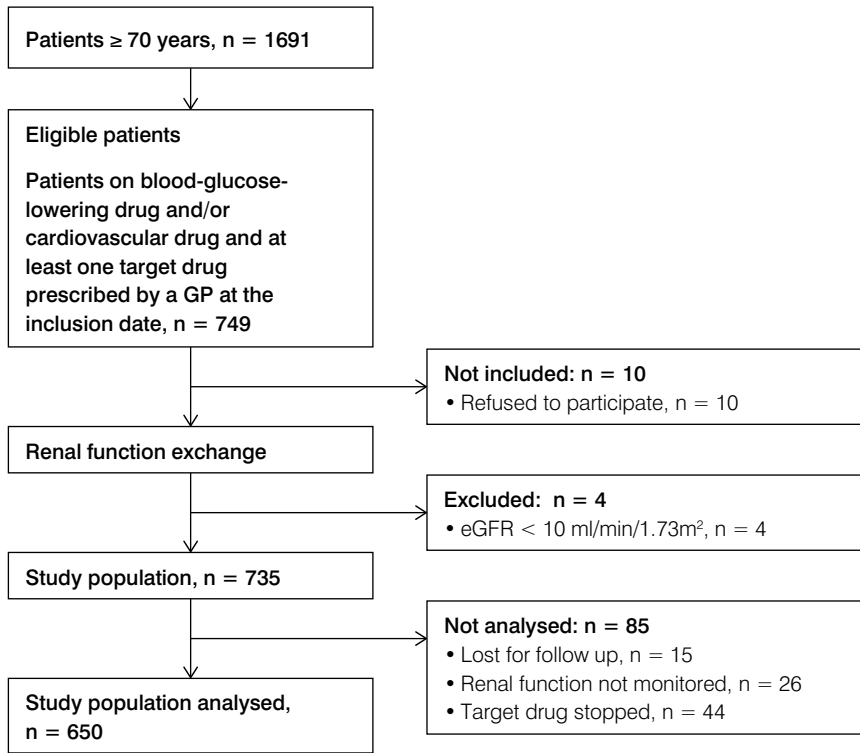 Patients ≥ 70 years, n = 1691
Eligible patients
Patients on blood-glucose-
lowering drug and/or
cardiovascular drug and at
least one target drug
prescribed by a GP at the
inclusion date, n = 749
Not included: n = 10
• Refused to participate, n = 10
Renal function exchange
Excluded: n = 4
• eGFR < 10 ml/min/1.73m², n = 4
Study population, n = 735
Not analysed: n = 85
• Lost for follow up, n = 15
• Renal function not monitored, n = 26
• Target drug stopped, n = 44
Study population analysed,
n = 650